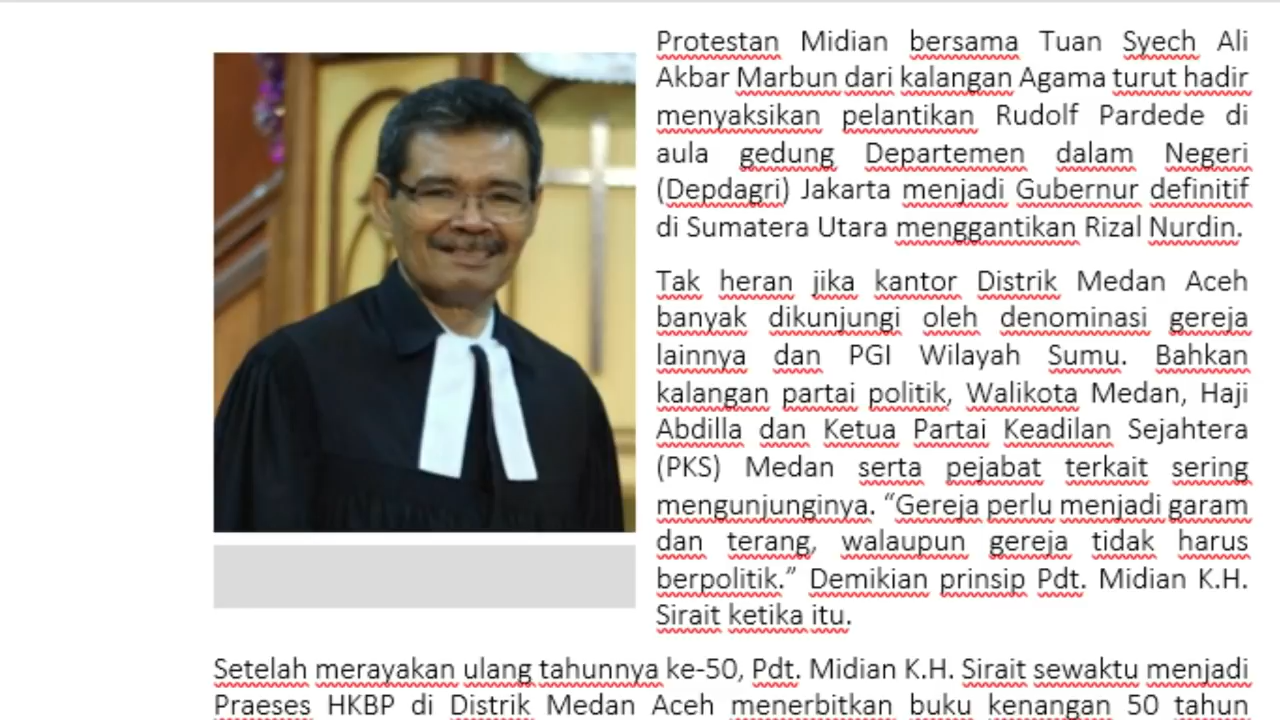 Protestan Midian bersama Tuan Syech Ali
Akbar Marbun dari kalangan Agama turut hadir
menyaksikan pelantikan Rudolf Pardede di
aula gedung Departemen dalam Negeri
(Depdagri) Jakarta menjadi Gubernur definitif
di Sumatera Utara menggantikan Rizal Nurdin.
Tak heran jika kantor Distrik Medan Aceh
banyak dikunjungi oleh denominasi gereja
lainnya dan PGI Wilayah Sumu. Bahkan
kalangan partai politik, Walikota Medan, Haji
Abdilla dan Ketua Partai Keadilan Sejahtera
(PKS) Medan serta pejabat terkait sering
mengunjunginya. “Gereja perlu menjadi garam
dan terang, walaupun gereja tidak harus
berpolitik.” Demikian prinsip Pdt. Midian K.H.
Sirait ketika itu.
Setelah merayakan ulang tahunnya ke-50, Pdt. Midian K.H. Sirait sewaktu menjadi
Praeses HKBP di Distrik Medan Aceh menerbitkan buku kenangan 50 tahun